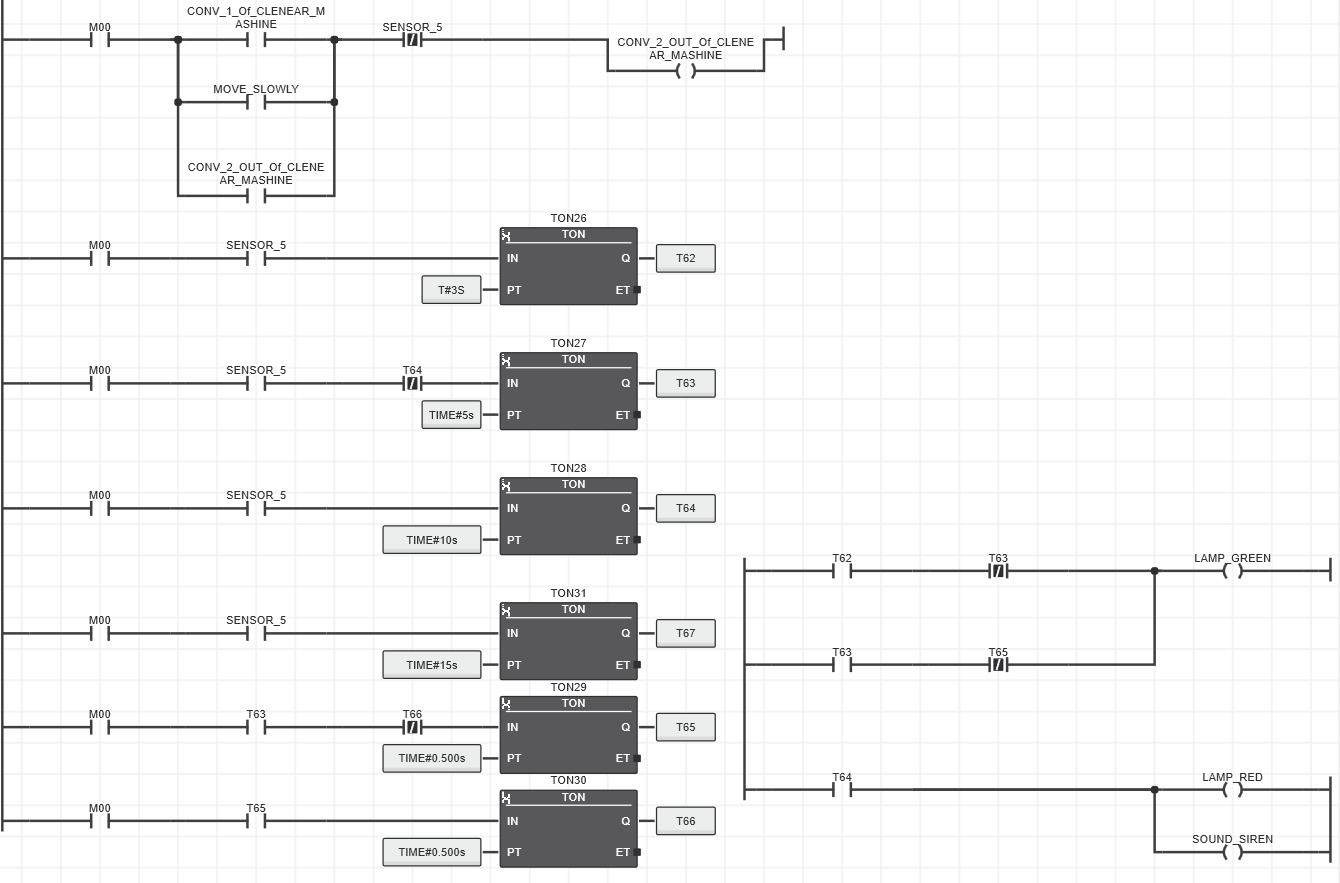 M00
CONV_1_Of_CLENEAR_M
ASHINE
SENSOR_5
CONV_2_OUT_Of_CLENE
AR_MASHINE
MOVE_SLOWLY
CONV_2_OUT_Of_CLENE
AR_MASHINE
TON26
TON
M00
SENSOR_5
IN
Q
T62
T#3S
PT
ET
TON27
TON
M00
SENSOR_5
T64
IN
Q
T63
TIME#5s
PT
ET
TON28
TON
M00
SENSOR_5
IN
Q
T64
TIME#10s
PT
ET
TON31
TON
M00
SENSOR_5
IN
Q
T67
TIME#15s
PT
ET
TON29
TON
M00
T63
T66
IN
Q
T65
TIME#0.500s
PT
ET
TON30
TON
M00
T65
IN
Q
T66
TIME#0.500s
PT
ET
T62
T63
LAMP_GREEN
T63
T65
T64
LAMP_RED
SOUND_SIREN